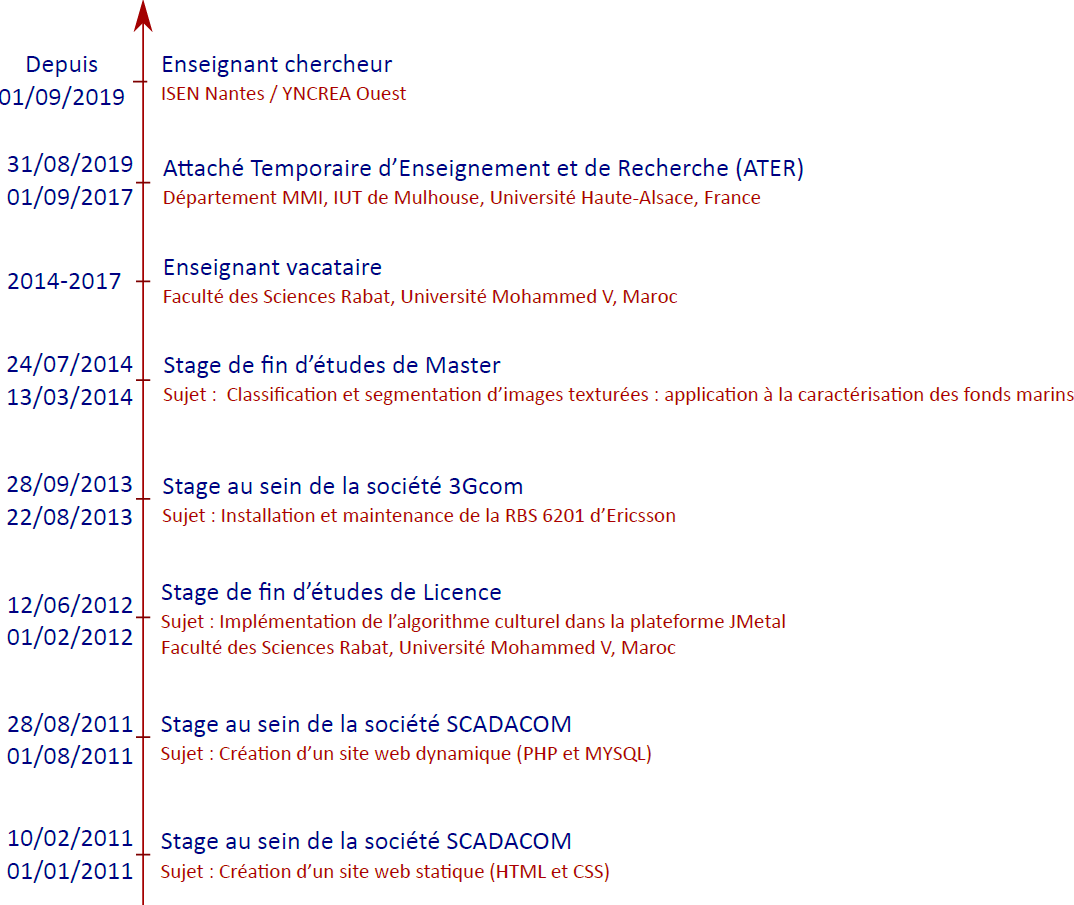 Depuis
01/09/2019
Enseignant chercheur
ISEN Nantes / YNCREA Ouest
31/08/2019
01/09/2017
Attaché Temporaire d’Enseignement et de Recherche (ATER)
Département MMI, IUT de Mulhouse, Université Haute-Alsace, France
2014-2017
Enseignant vacataire
Faculté des Sciences Rabat, Université Mohammed V, Maroc
24/07/2014
13/03/2014
Stage de fin d’études de Master
Sujet :  Classification et segmentation d’images texturées : application à la caractérisation des fonds marins
28/09/2013
22/08/2013
Stage au sein de la société 3Gcom
Sujet : Installation et maintenance de la RBS 6201 d’Ericsson
12/06/2012
01/02/2012
Stage de fin d’études de Licence
Sujet : Implémentation de l’algorithme culturel dans la plateforme JMetal
Faculté des Sciences Rabat, Université Mohammed V, Maroc
28/08/2011
01/08/2011
Stage au sein de la société SCADACOM
Sujet : Création d’un site web dynamique (PHP et MYSQL)
10/02/2011
01/01/2011
Stage au sein de la société SCADACOM
Sujet : Création d’un site web statique (HTML et CSS)